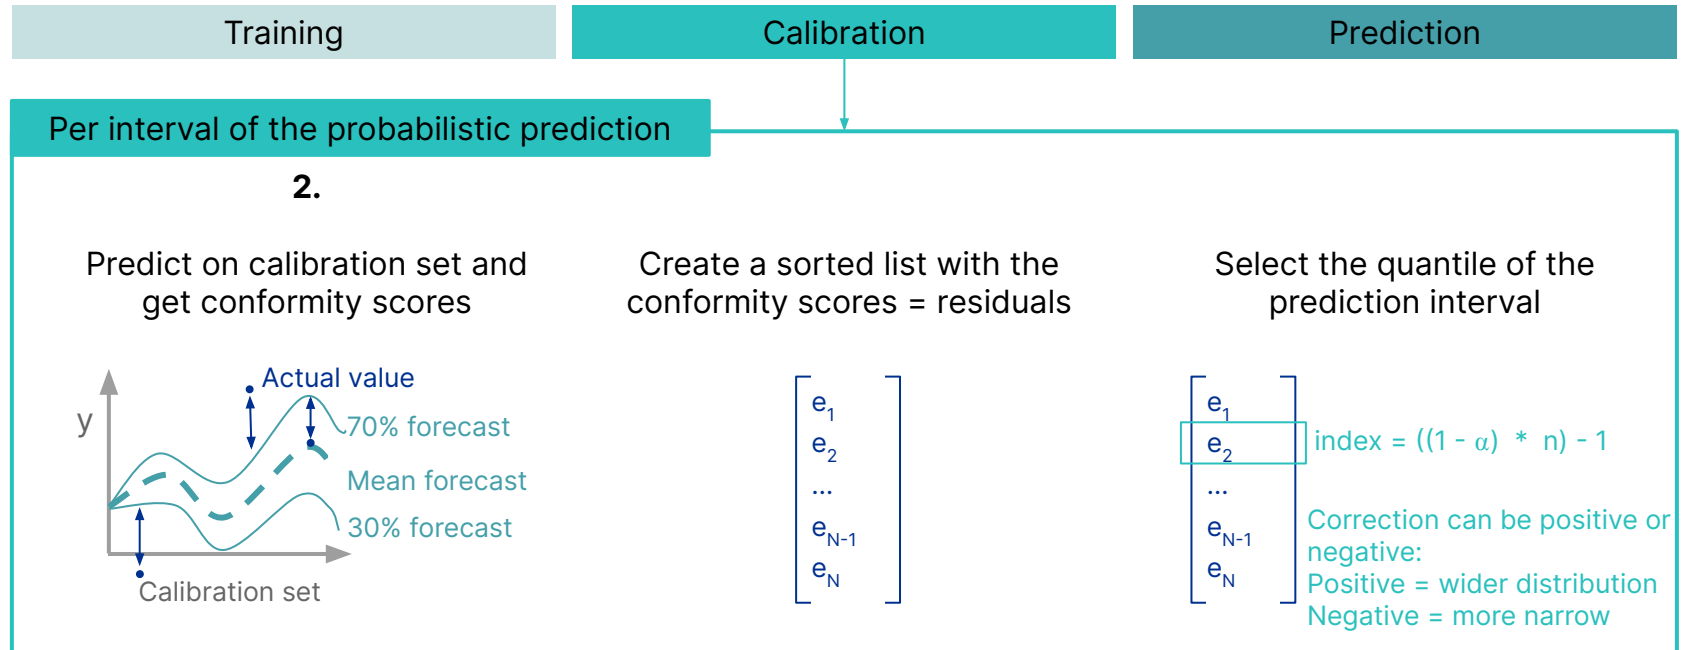 Training
Calibration
Prediction
Per interval of the probabilistic prediction
2.
Predict on calibration set and
get conformity scores
Create a sorted list with the
conformity scores = residuals
Select the quantile of the
prediction interval
Actual value
y
70% forecast
Mean forecast
30% forecast
Calibration set
e1
e2
...
eN-1
eN
e1
e2
...
eN-1
eN
index = ((1 - α) * n) - 1
Correction can be positive or
negative:
Positive = wider distribution
Negative = more narrow